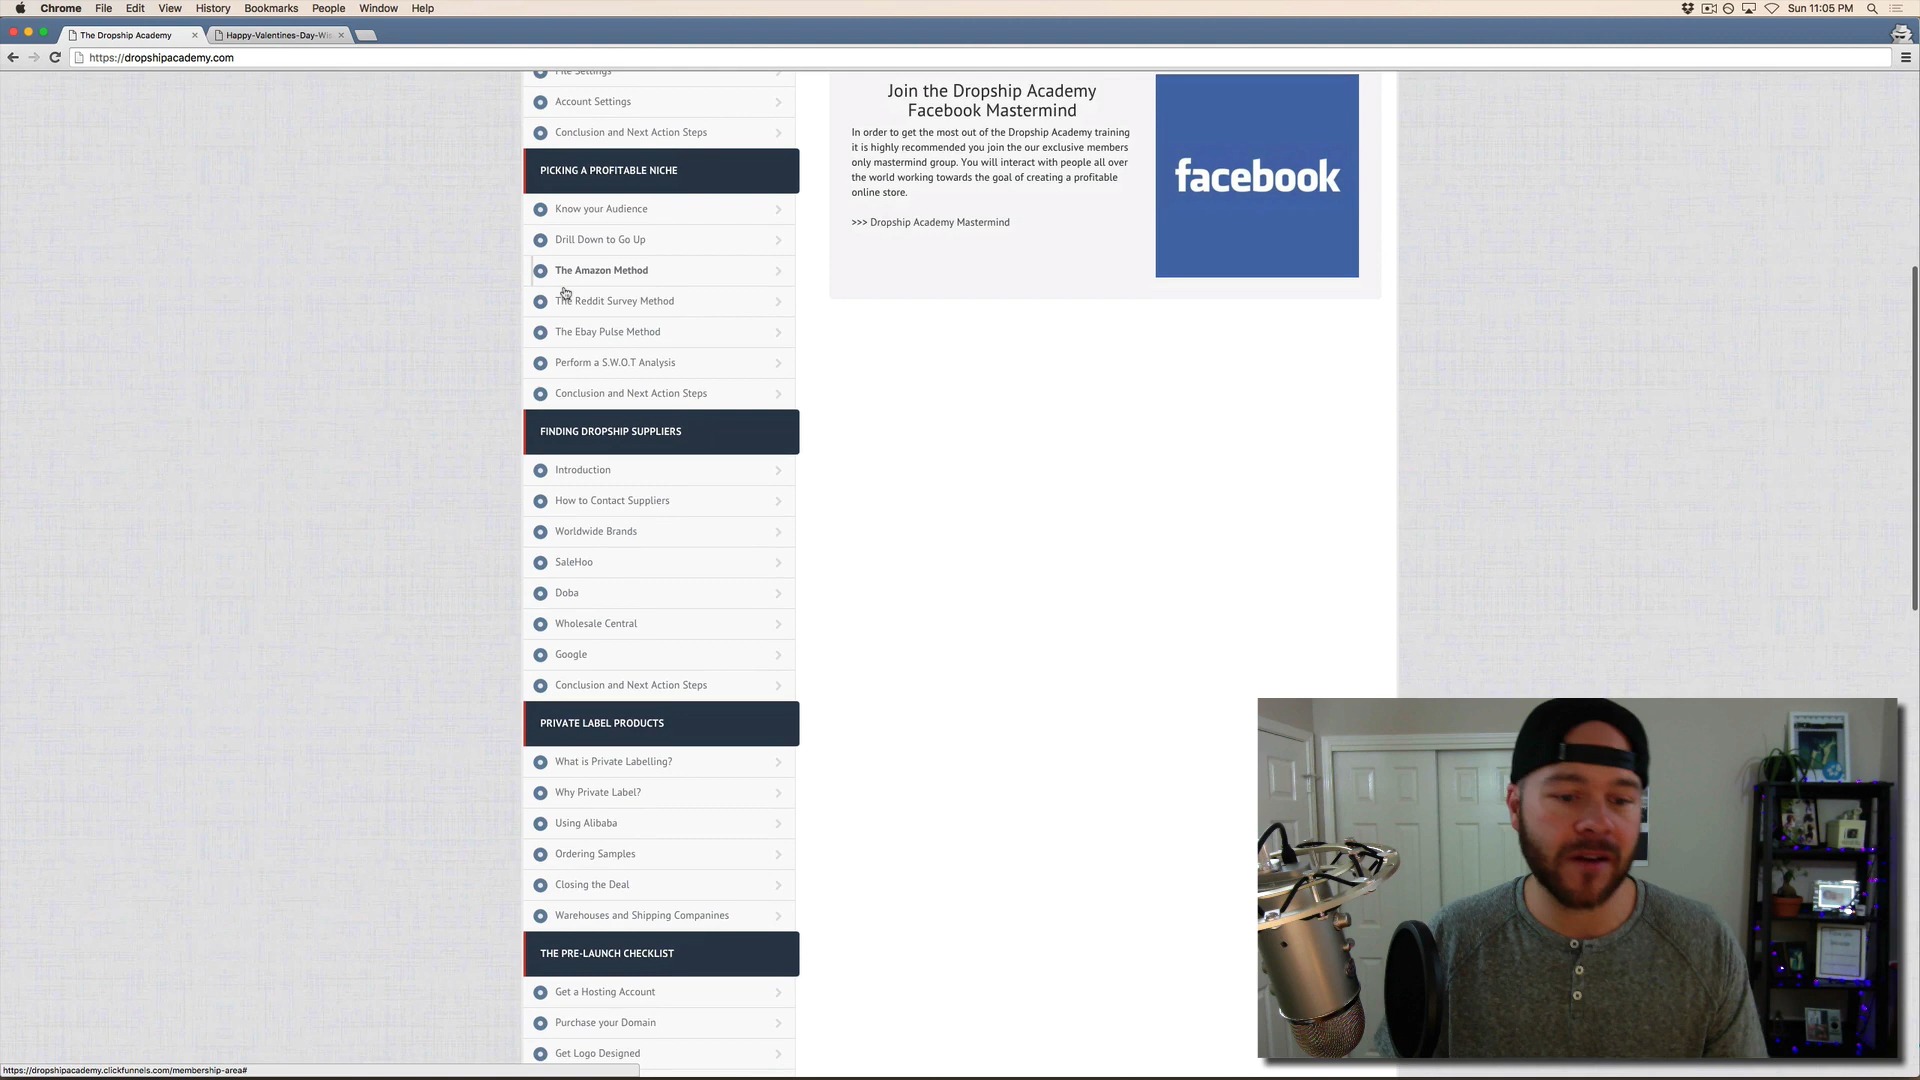 Chrome File Edit View History Bookmarks People Window Help
Sun 11:05 PM
The Dropship Academy
Happy-Valentines-Day-Wis
https://dropshipacademy.com
File Settings
Account Settings
Conclusion and Next Action Steps
PICKING A PROFITABLE NICHE
Know your Audience
Drill Down to Go Up
The Amazon Method
The Reddit Survey Method
The Ebay Pulse Method
Perform a S.W.O.T Analysis
Conclusion and Next Action Steps
FINDING DROPSHIP SUPPLIERS
Introduction
How to Contact Suppliers
Worldwide Brands
SaleHoo
Doba
Wholesale Central
Google
Conclusion and Next Action Steps
PRIVATE LABEL PRODUCTS
What is Private Labelling?
Why Private Label?
Using Alibaba
Ordering Samples
Closing the Deal
Warehouses and Shipping Companines
THE PRE-LAUNCH CHECKLIST
Get a Hosting Account
Purchase your Domain
Get Logo Designed
Join the Dropship Academy
Facebook Mastermind
In order to get the most out of the Dropship Academy training
it is highly recommended you join the our exclusive members
only mastermind group. You will interact with people all over
the world working towards the goal of creating a profitable
online store.
>>> Dropship Academy Mastermind
facebook
https://dropshipacademy.clickfunnels.com/membership-area#